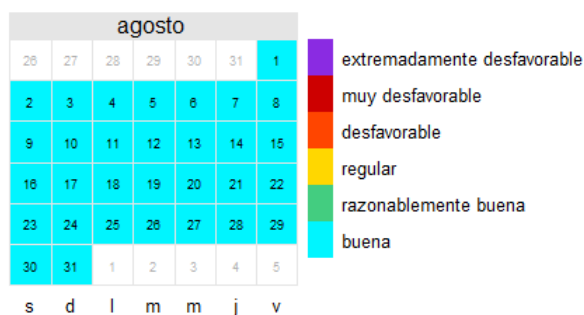 agosto
26 27 28 29 30 31 1
2 3 4 5 6 7 8
9 10 11 12 13 14 15
16 17 18 19 20 21 22
23 24 25 26 27 28 29
30 31 1 2 3 4 5
s d l m m j v
extremadamente desfavorable
muy desfavorable
desfavorable
regular
razonablemente buena
buena